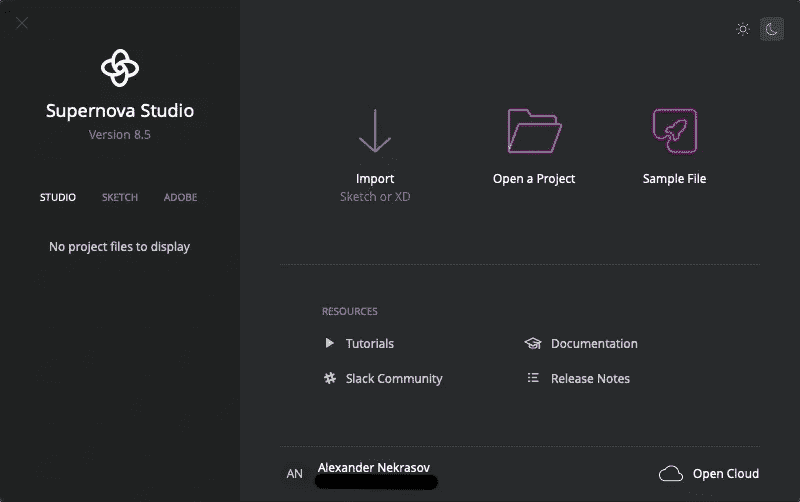 Supernova Studio
Version 8.5
STUDIO
SKETCH
ADOBE
No project files to display
Import
Sketch or XD
Open a Project
Sample File
RESOURCES
Tutorials
Documentation
Slack Community
Release Notes
AN
Alexander Nekrasov
Open Cloud